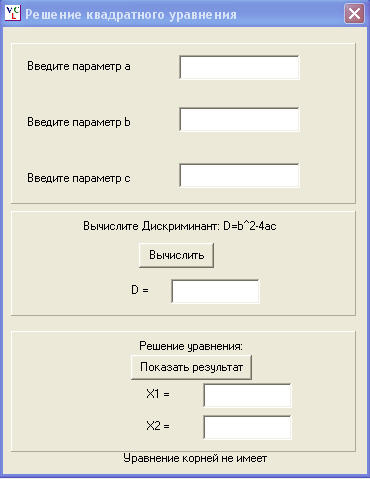 Решение квадратного уравнения
Введите параметр a
Введите параметр b
Введите параметр c
Вычислите Дискриминант: D=b^2-4ac
Вычислить
D =
Решение уравнения:
Показать результат
X1 =
X2 =
Уравнение корней не имеет